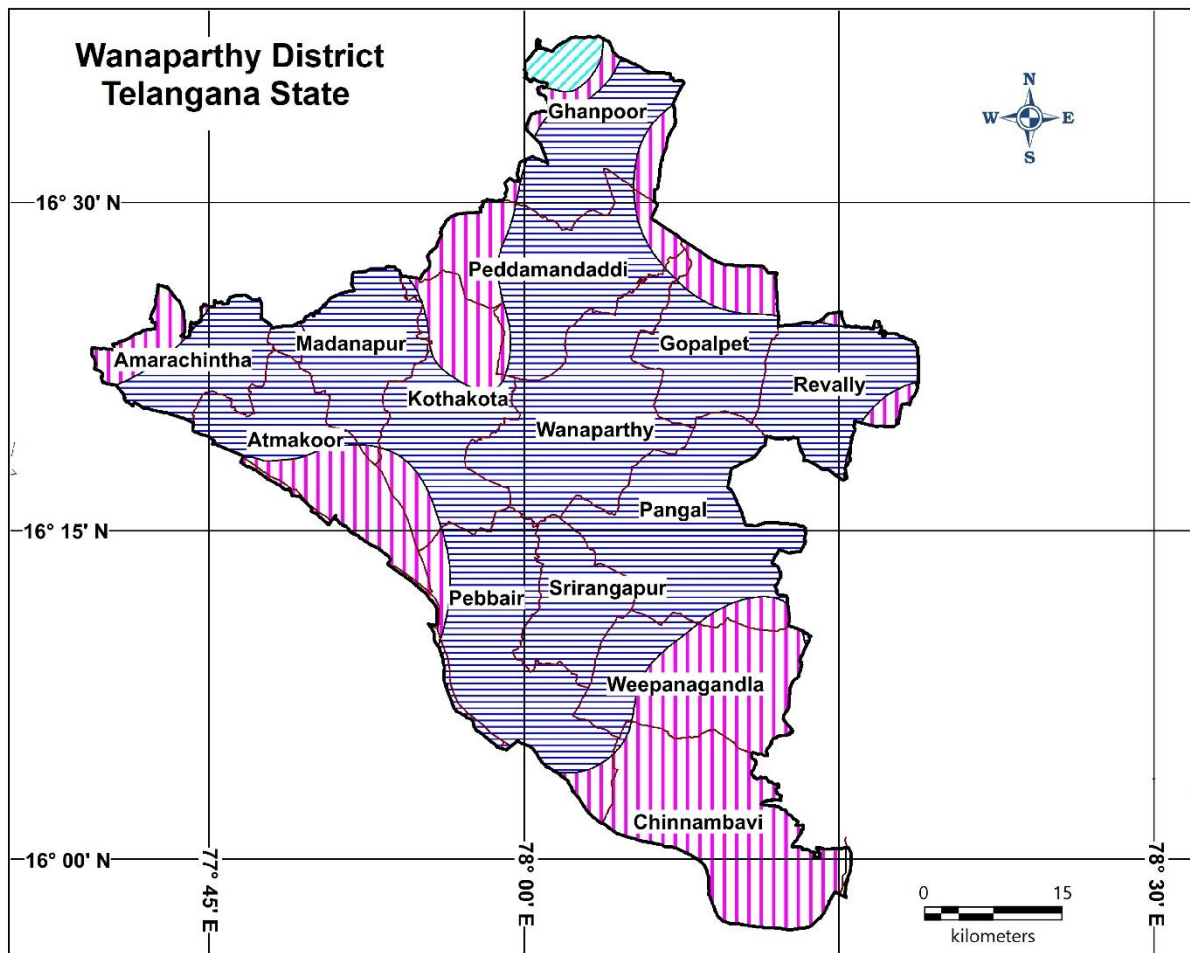 Wanaparthy District
Telangana State
N
W E
S
Ghanpoor
16° 30' N
Peddamandaddi
Madanapur
Gopalpet
Amarachintha
Revally
Kothakota
Wanaparthy
Atmakoor
Pangal
16° 15' N
Srirangapur
Pebbair
Weepanagandla
Chinnambavi
16° 00' N
77° 45' E
78° 00' E
78° 30' E
0 15
kilometers